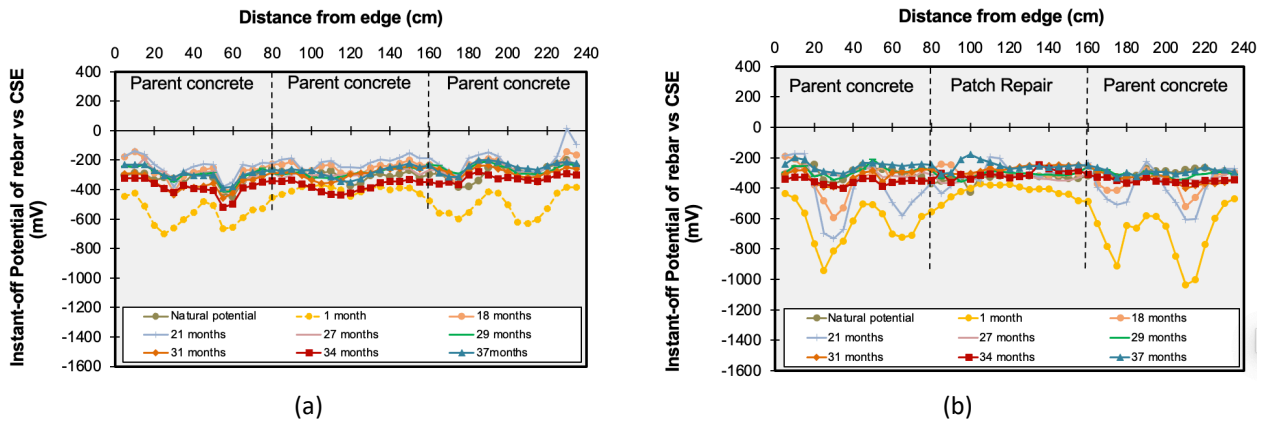 Distance from edge (cm)
0 20 40 60 80 100 120 140 160 180 200 220 240
Instant-off Potential of rebar vs CSE
(mV)
400
200
0
-200
-400
-600
-800
-1000
-1200
-1400
-1600
Parent concrete Parent concrete Parent concrete
Natural potential 1 month 18 months
21 months 27 months 29 months
31 months 34 months 37months
(a)
Distance from edge (cm)
0 20 40 60 80 100 120 140 160 180 200 220 240
Instant-off Potential of rebar vs CSE
(mV)
400
200
0
-200
-400
-600
-800
-1000
-1200
-1400
-1600
Parent concrete Patch Repair Parent concrete
Natural potential 1 month 18 months
21 months 27 months 29 months
31 months 34 months 37 months
(b)